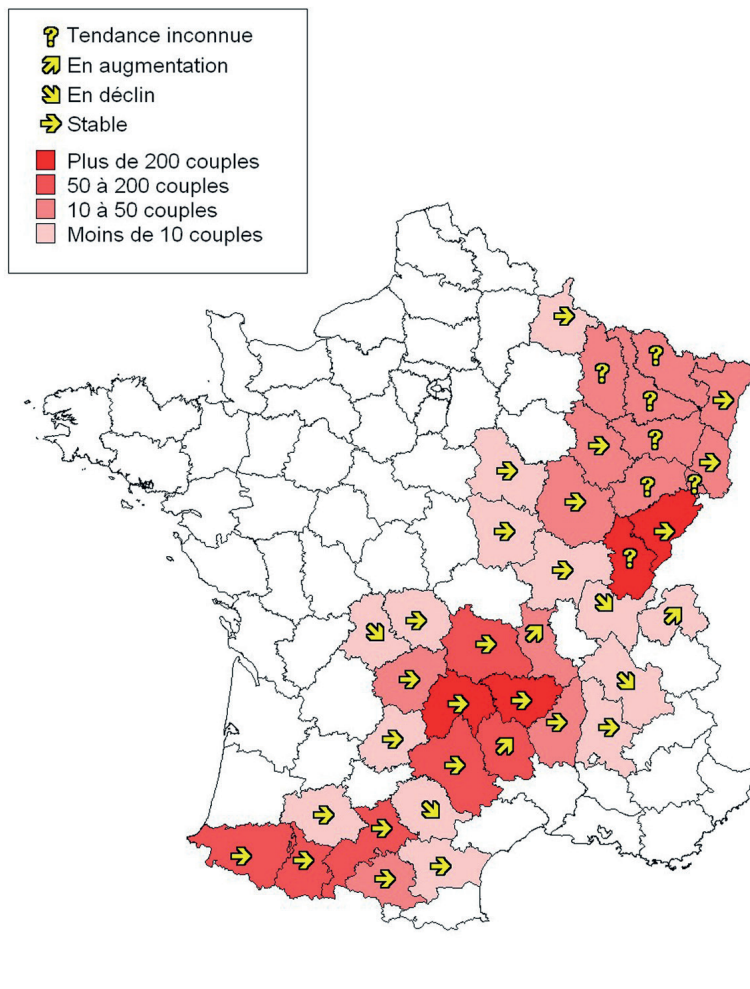 Tendance inconnue
En augmentation
En déclin
Stable
Plus de 200 couples
50 à 200 couples
10 à 50 couples
Moins de 10 couples
?
?
?
?
?
?
?